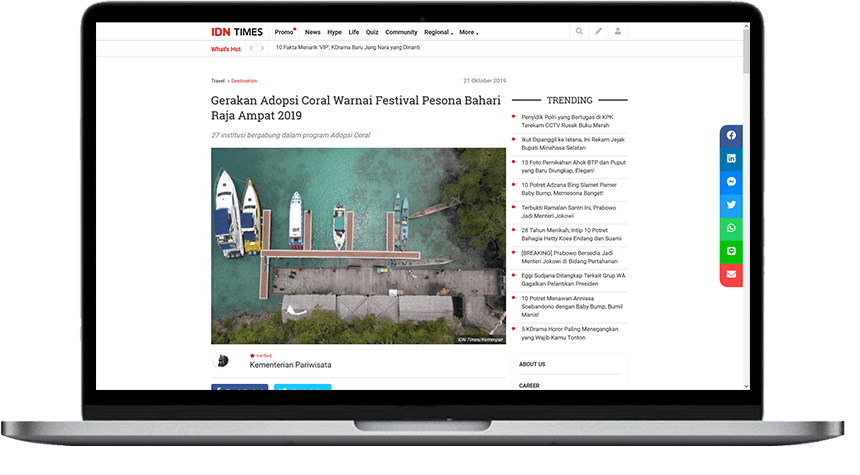 IDN TIMES
Promo News Hype Life Quiz Community Regional More
What's Hot
10 Fakta Menarik 'VIP', KDrama Baru Jang Nara yang Dinanti
Travel > Destination
21 Oktober 2019
Gerakan Adopsi Coral Warnai Festival Pesona Bahari
Raja Ampat 2019
27 institusi bergabung dalam program Adopsi Coral
IDN Times/Kemenpar
Verified
Kementerian Pariwisata
TRENDING
Penyidik Polri yang Bertugas di KPK
Terekam CCTV Rusak Buku Merah
Ikut Dipanggil ke Istana, Ini Rekam Jejak
Bupati Minahasa Selatan
13 Foto Pernikahan Ahok BTP dan Puput
yang Baru Diungkap, Elegan!
10 Potret Adzana Bing Slamet Pamer
Baby Bump, Memesona Banget!
Terbukti Ramalan Santri Ini, Prabowo
Jadi Menteri Jokowi
28 Tahun Menikah, Intip 10 Potret
Bahagia Hetty Koes Endang dan Suami
[BREAKING] Prabowo Bersedia Jadi
Menteri Jokowi di Bidang Pertahanan
Eggi Sudjana Ditangkap Terkait Grup WA
Gagalkan Pelantikan Presiden
10 Potret Menawan Annissa
Soebandono dengan Baby Bump, Bumil
Manis!
5 KDrama Horor Paling Menegangkan
yang Wajib Kamu Tonton
ABOUT US
CAREER